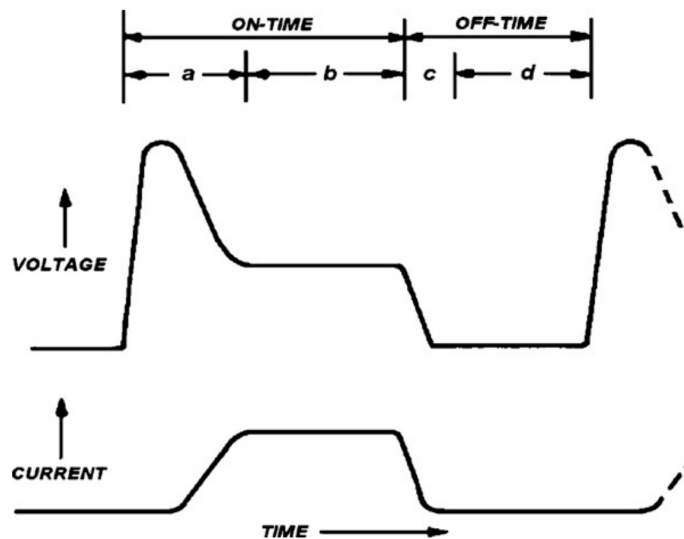 ON-TIME
OFF-TIME
a
b
c
d
VOLTAGE
CURRENT
TIME